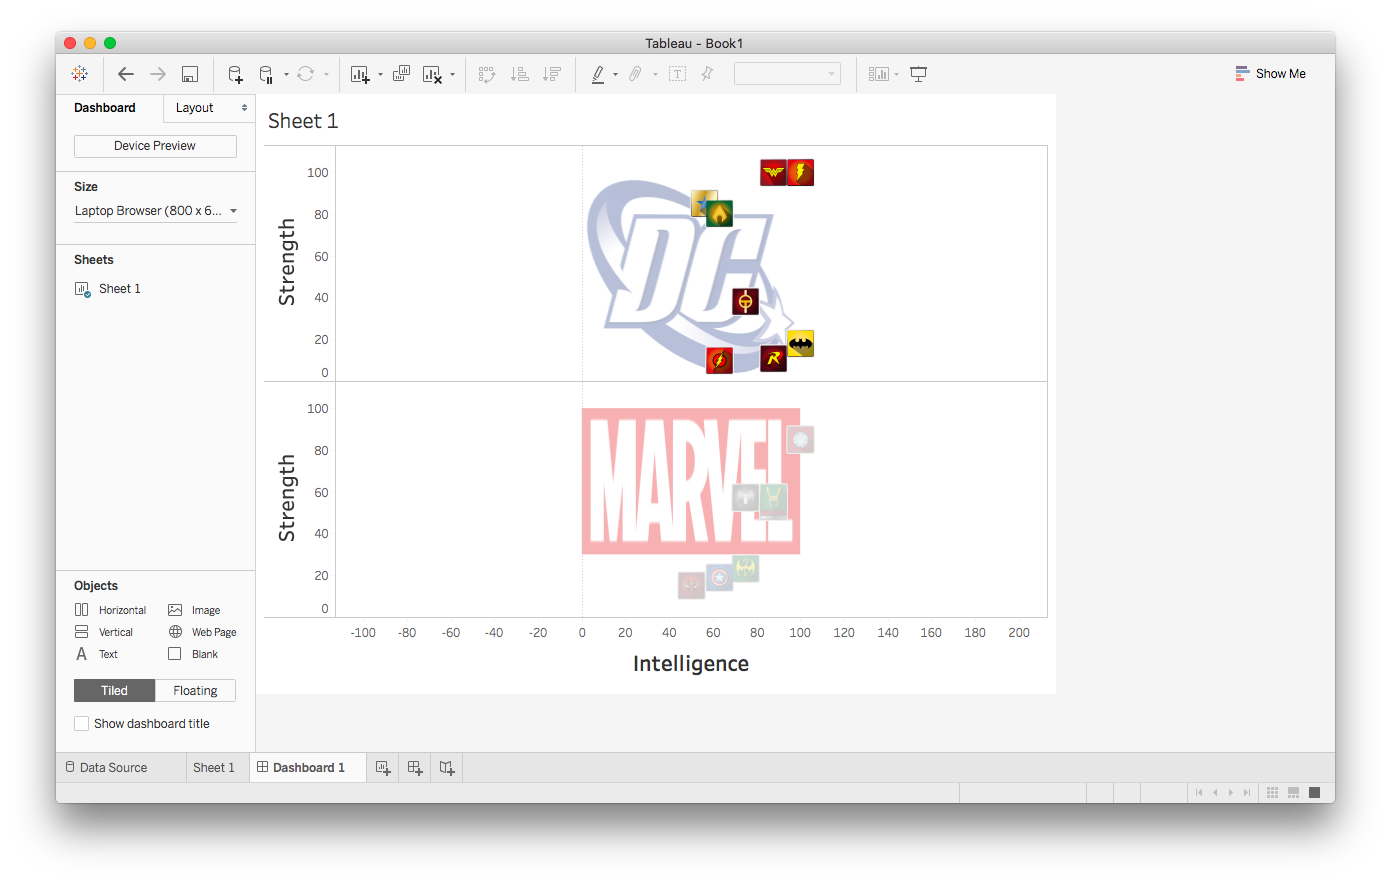 Tableau - Book1
Show Me
Dashboard
Layout
Device Preview
Size
Laptop Browser (800 x 6...
Sheets
Sheet 1
Objects
Horizontal
Image
Vertical
Web Page
A Text
Blank
Tiled
Floating
Show dashboard title
Sheet 1
Strength
100
80
60
40
20
0
DC
Strength
100
80
60
40
20
0
MARVEL
-100 -80 -60 -40 -20 0 20 40 60 80 100 120 140 160 180 200
Intelligence
Data Source
Sheet 1
Dashboard 1